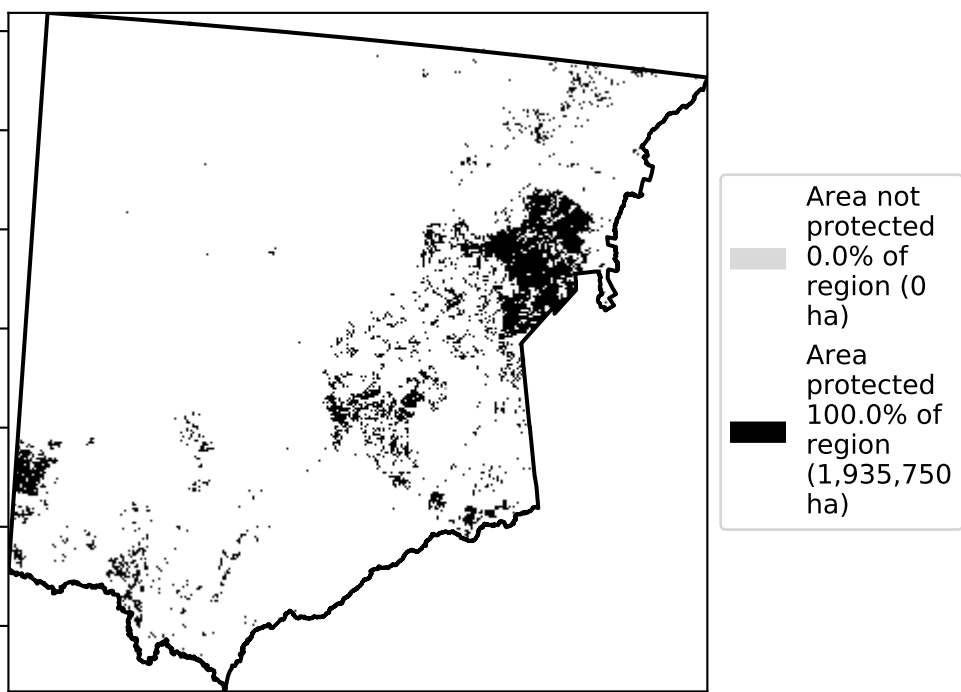 Area not
protected
0.0% of
region (0
ha)
Area
protected
100.0% of
region
(1,935,750
ha)